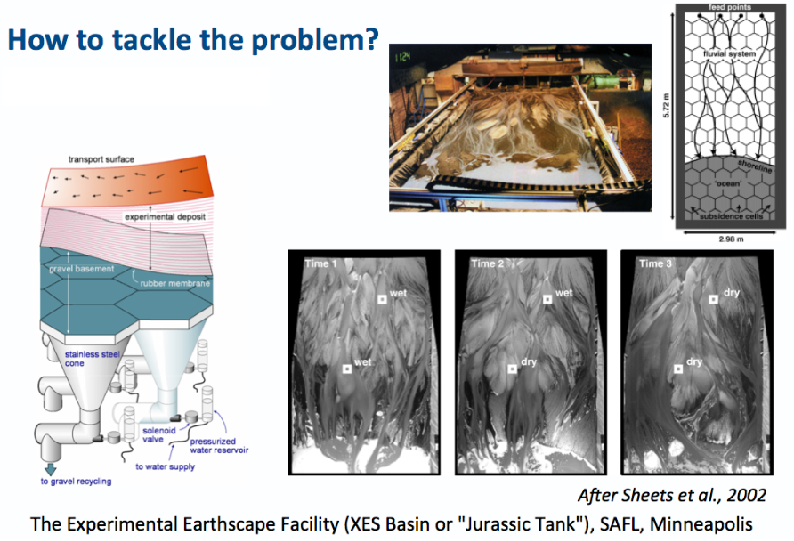 How to tackle the problem?
feed points
fluvial system
5.72 m
shoreline
"ocean"
subsidence cells
2.96 m
transport surface
experimental deposit
gravel basement
rubber membrane
stainless steel
cone
solenoid
valve
pressurized
water reservoir
to water supply
to gravel recycling
Time 1
wet
wet
Time 2
wet
dry
Time 3
dry
dry
After Sheets et al., 2002
The Experimental Earthscape Facility (XES Basin or "Jurassic Tank"), SAFL, Minneapolis